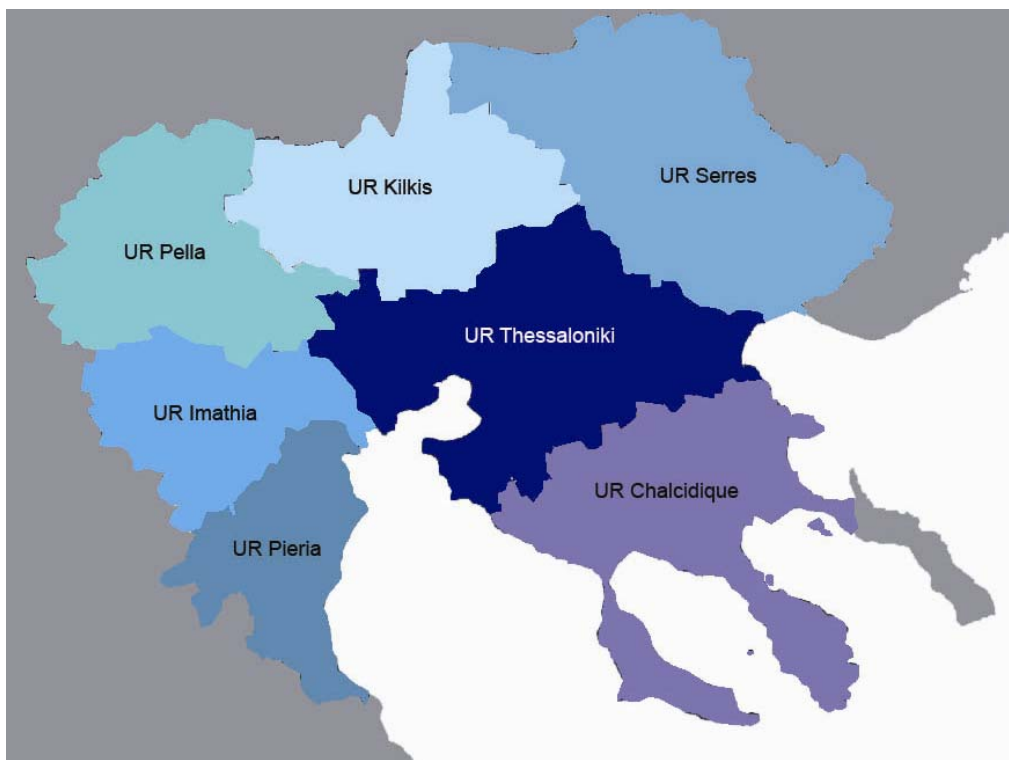 UR Serres
UR Kilkis
UR Pella
UR Thessaloniki
UR Imathia
UR Chalcidique
UR Pieria